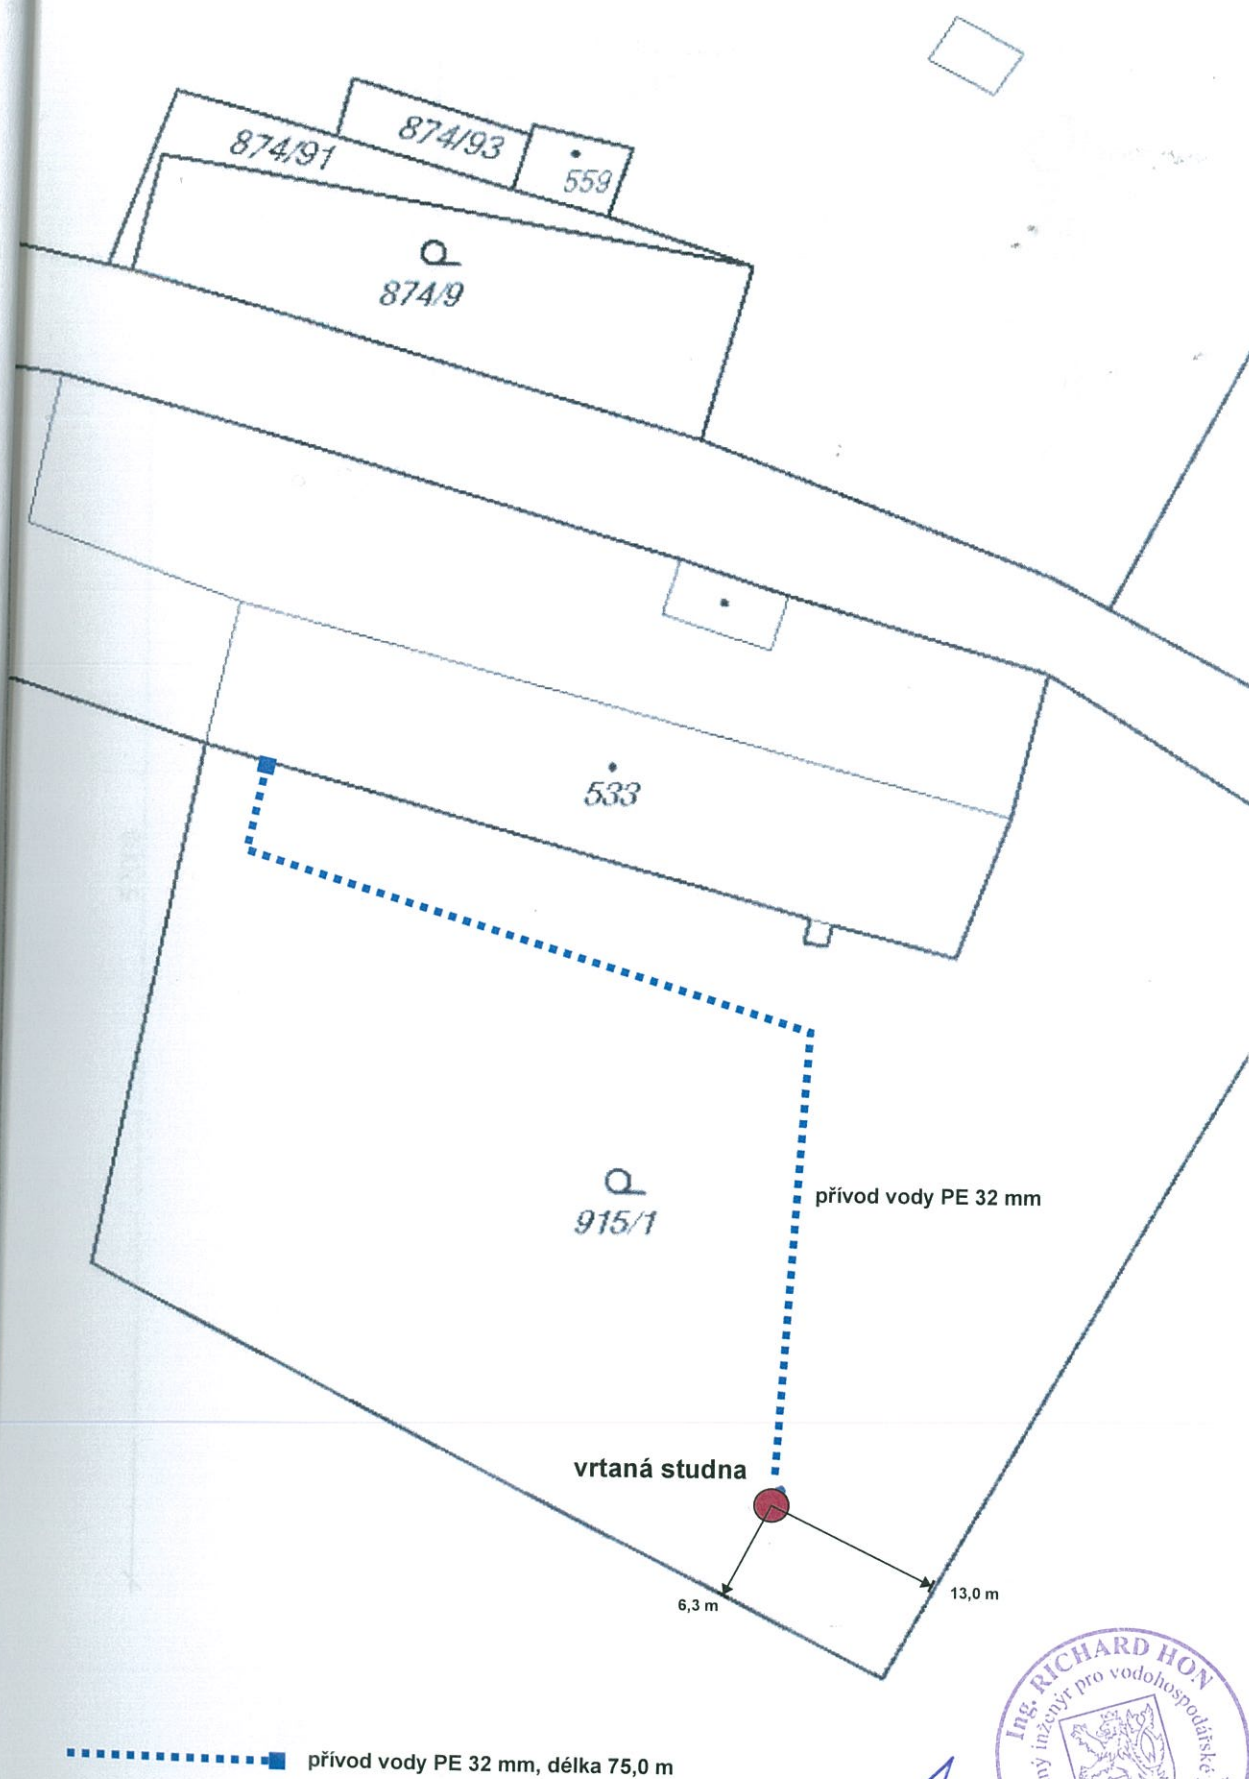 874/91
874/93
559
874/9
533
915/1
přívod vody PE 32 mm
vrtaná studna
6,3 m
13,0 m
Ing. RICHARD HON
inženýr pro vodohospodářské
přívod vody PE 32 mm, délka 75,0 m